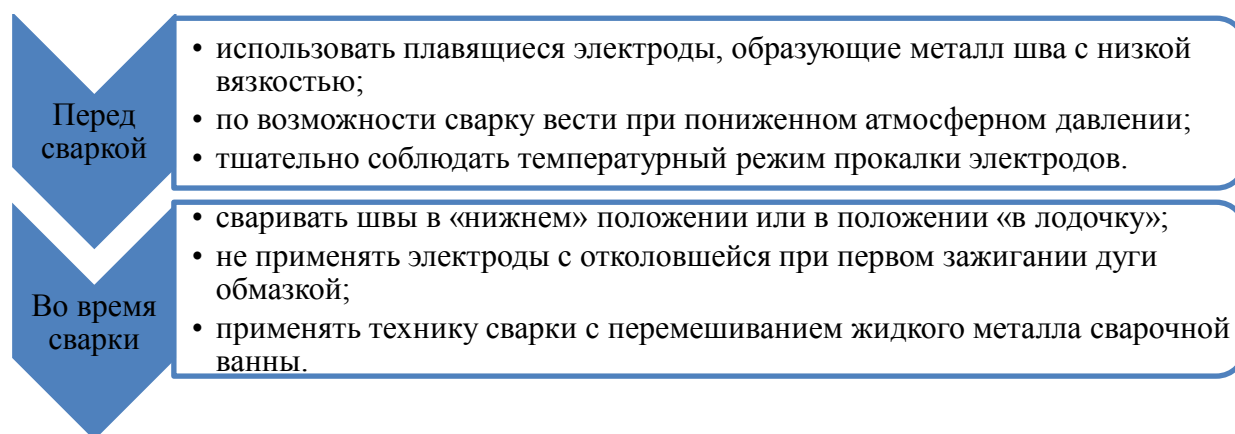 Перед
сваркой
• использовать плавящиеся электроды, образующие металл шва с низкой
вязкостью;
• по возможности сварку вести при пониженном атмосферном давлении;
• тшательно соблюдать температурный режим прокалки электродов.
Во время
сварки
• сваривать швы в «нижнем» положении или в положении «в лодочку»;
• не применять электроды с отколовшейся при первом зажигании дуги
обмазкой;
• применять технику сварки с перемешиванием жидкого металла сварочной
ванны.